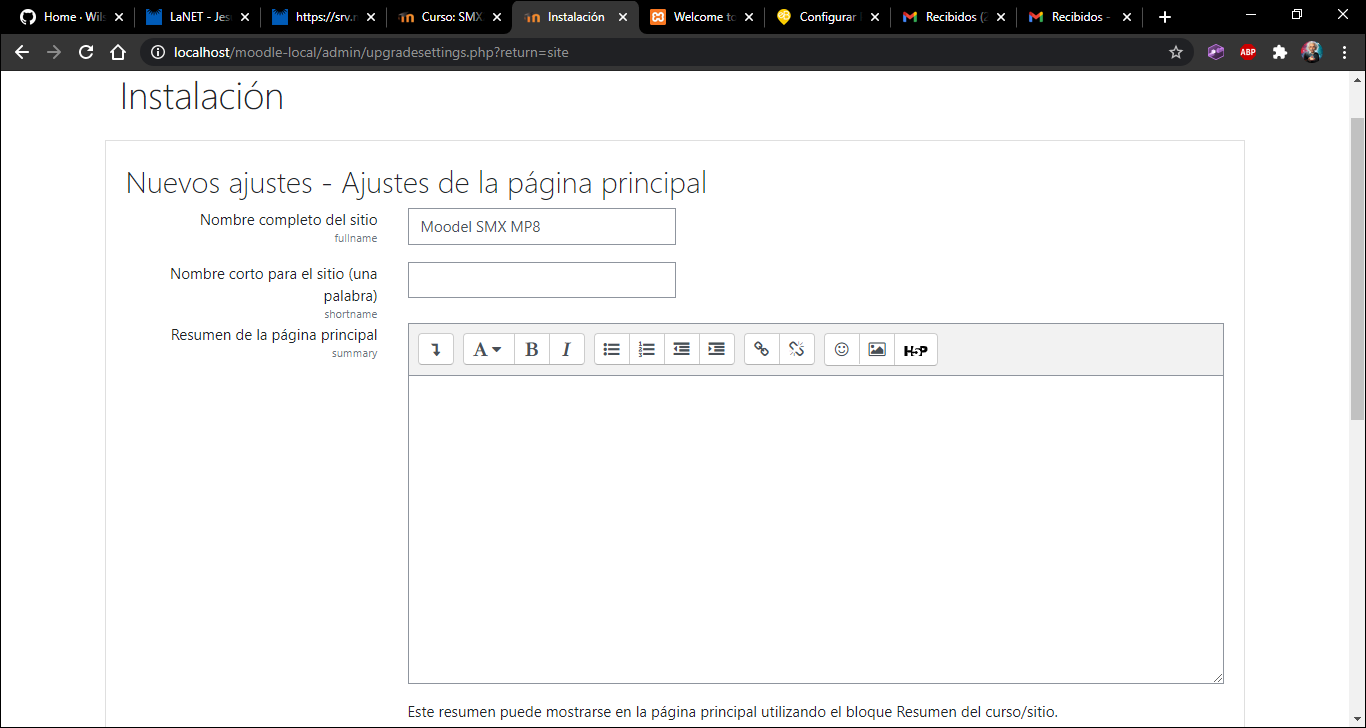 Home · Wils
LaNET - Jes
https://srv.r
Curso: SMX
Instalación
Welcome to
Configurar
Recibidos (2
Recibidos -
localhost/moodle-local/admin/upgradesettings.php?return=site
ABP
Instalación
Nuevos ajustes - Ajustes de la página principal
Nombre completo del sitio
fullname
Moodel SMX MP8
Nombre corto para el sitio (una
palabra)
shortname
Resumen de la página principal
summary
A
B
I
H5P
Este resumen puede mostrarse en la página principal utilizando el bloque Resumen del curso/sitio.